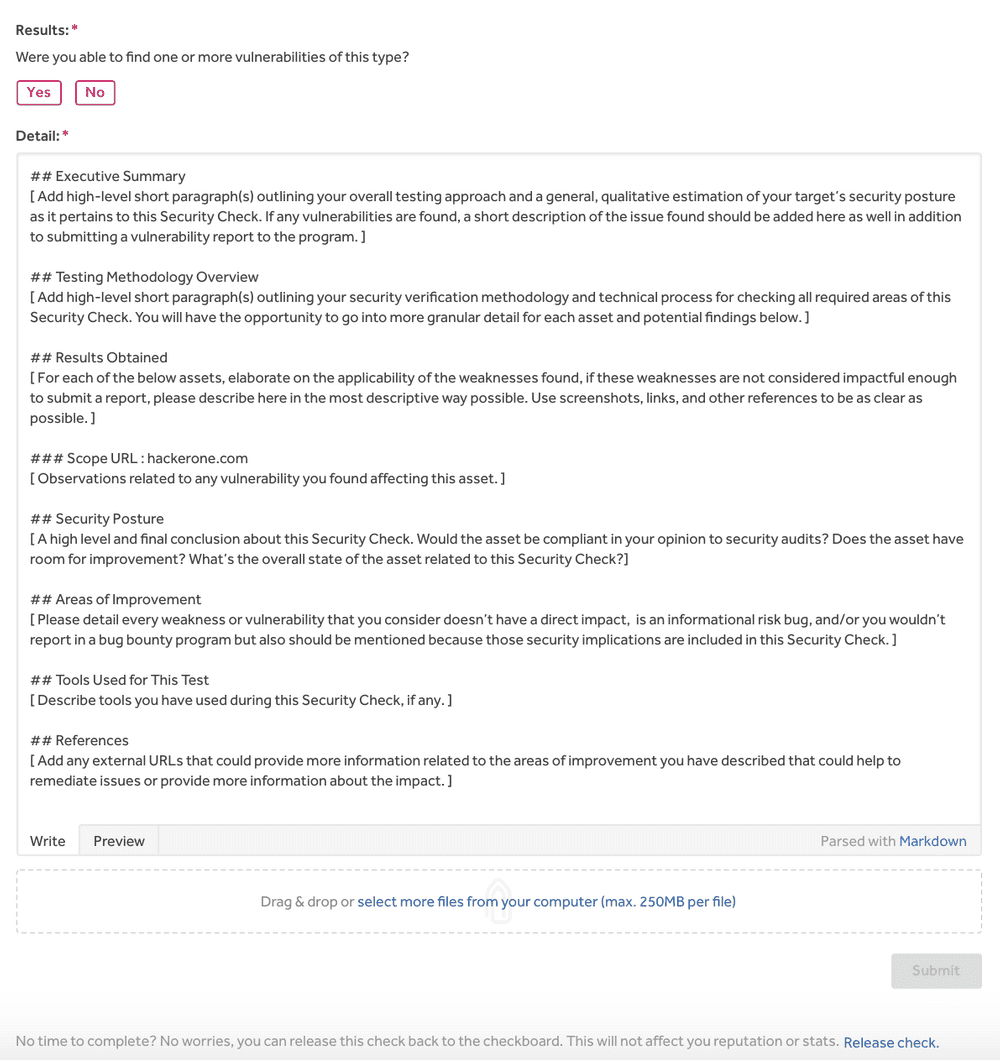 Results: *
Were you able to find one or more vulnerabilities of this type?
Yes No
Detail: *
## Executive Summary
[ Add high-level short paragraph(s) outlining your overall testing approach and a general, qualitative estimation of your target's security posture
as it pertains to this Security Check. If any vulnerabilities are found, a short description of the issue found should be added here as well in addition
to submitting a vulnerability report to the program. ]
## Testing Methodology Overview
[ Add high-level short paragraph(s) outlining your security verification methodology and technical process for checking all required areas of this
Security Check. You will have the opportunity to go into more granular detail for each asset and potential findings below. ]
## Results Obtained
[ For each of the below assets, elaborate on the applicability of the weaknesses found, if these weaknesses are not considered impactful enough
to submit a report, please describe here in the most descriptive way possible. Use screenshots, links, and other references to be as clear as
possible. ]
### Scope URL : hackerone.com
[ Observations related to any vulnerability you found affecting this asset. ]
## Security Posture
[ A high level and final conclusion about this Security Check. Would the asset be compliant in your opinion to security audits? Does the asset have
room for improvement? What's the overall state of the asset related to this Security Check?]
## Areas of Improvement
[ Please detail every weakness or vulnerability that you consider doesn't have a direct impact,  is an informational risk bug, and/or you wouldn't
report in a bug bounty program but also should be mentioned because those security implications are included in this Security Check. ]
## Tools Used for This Test
[ Describe tools you have used during this Security Check, if any. ]
## References
[ Add any external URLs that could provide more information related to the areas of improvement you have described that could help to
remediate issues or provide more information about the impact. ]
Write Preview Parsed with Markdown
Drag & drop or select more files from your computer (max. 250MB per file)
Submit
No time to complete? No worries, you can release this check back to the checkboard. This will not affect you reputation or stats. Release check.